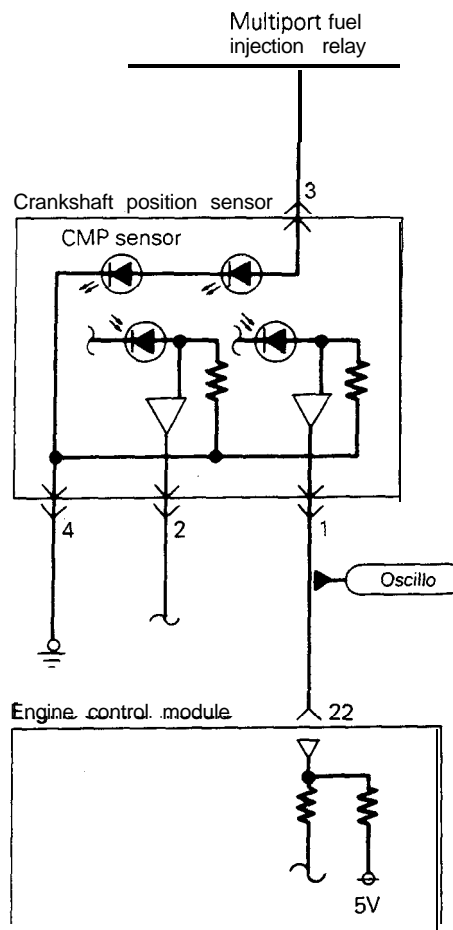 Multiport fuel
injection relay
3
Crankshaft position sensor
CMP sensor
4
2
1
Oscillo
Engine control module
22
5V